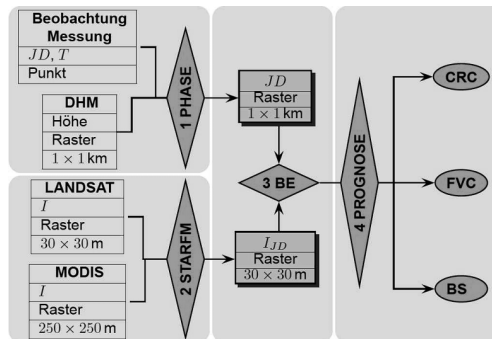 Beobachtung
Messung
JD, T
Punkt
DHM
Höhe
Raster
1 × 1 km
1 PHASE
LANDSAT
I
Raster
30 × 30 m
MODIS
I
Raster
250 × 250 m
2 STARFM
JD
Raster
1 × 1 km
3 BE
I_JD
Raster
30 × 30 m
4 PROGNOSE
CRC
FVC
BS